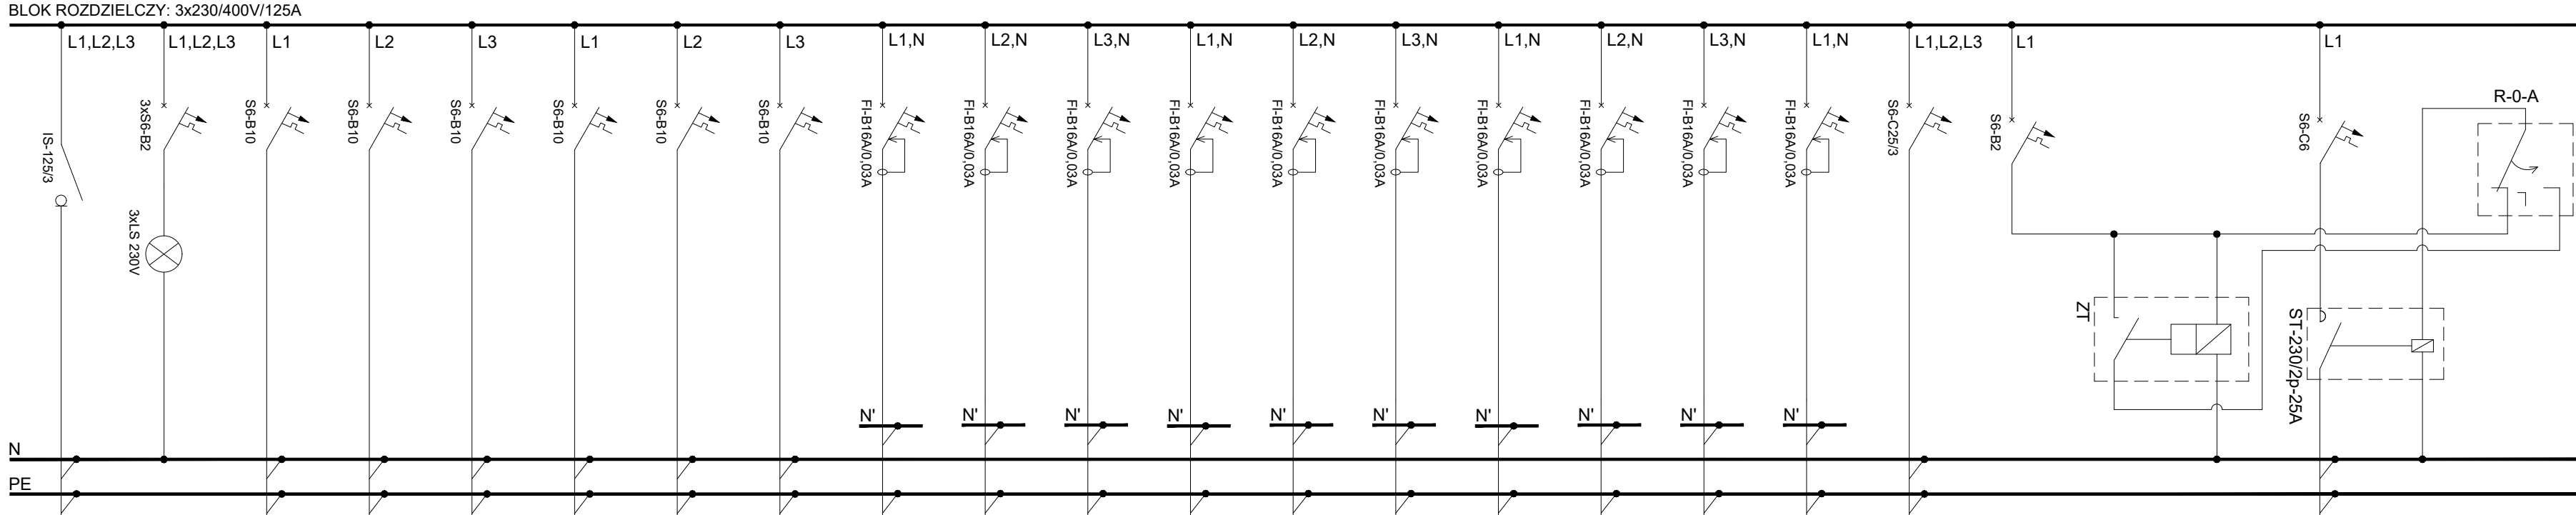 BLOK ROZDZIELCZY: 3x230/400V/125A
L1,L2,L3
L1,L2,L3
L1
L2
L3
L1
L2
L3
L1,N
L2,N
L3,N
L1,N
L2,N
L3,N
L1,N
L2,N
L3,N
L1,N
L1,L2,L3
L1
L1
R-0-A
IS-125/3
3xS6-B2
S6-B10
S6-B10
S6-B10
S6-B10
S6-B10
S6-B10
FI-B16A/0,03A
FI-B16A/0,03A
FI-B16A/0,03A
FI-B16A/0,03A
FI-B16A/0,03A
FI-B16A/0,03A
FI-B16A/0,03A
FI-B16A/0,03A
FI-B16A/0,03A
FI-B16A/0,03A
S6-C25/3
S6-B2
S6-C6
3xLS 230V
ZT
ST-230/2p-25A
N'
N'
N'
N'
N'
N'
N'
N'
N'
N'
N
PE